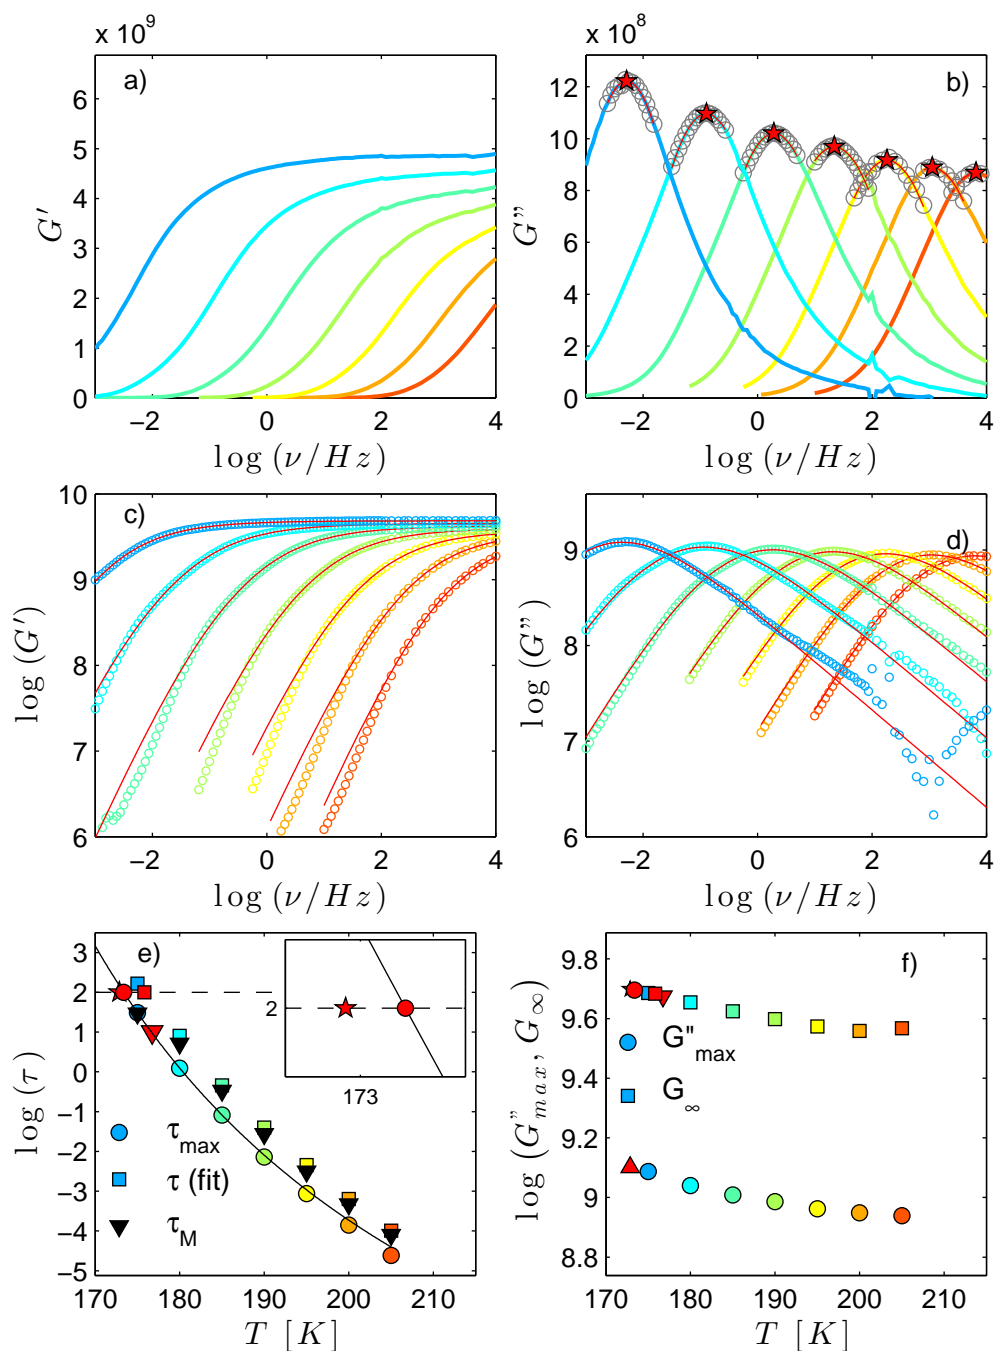 x 10⁹
x 10⁸
a)
b)
6
5
4
3
2
1
0
G'
−2
0
2
4
log (ν/Hz)
12
10
8
6
4
2
0
G''
−2
0
2
4
log (ν/Hz)
c)
d)
10
9
8
7
6
log (G')
−2
0
2
4
log (ν/Hz)
9
8
7
6
log (G'')
−2
0
2
4
log (ν/Hz)
e)
3
2
1
0
−1
−2
−3
−4
−5
log (τ)
2
173
τmax
τ (fit)
τM
170
180
190
200
210
T [K]
f)
9.8
9.6
9.4
9.2
9
8.8
log (G''max, G∞)
G"max
G∞
170
180
190
200
210
T [K]